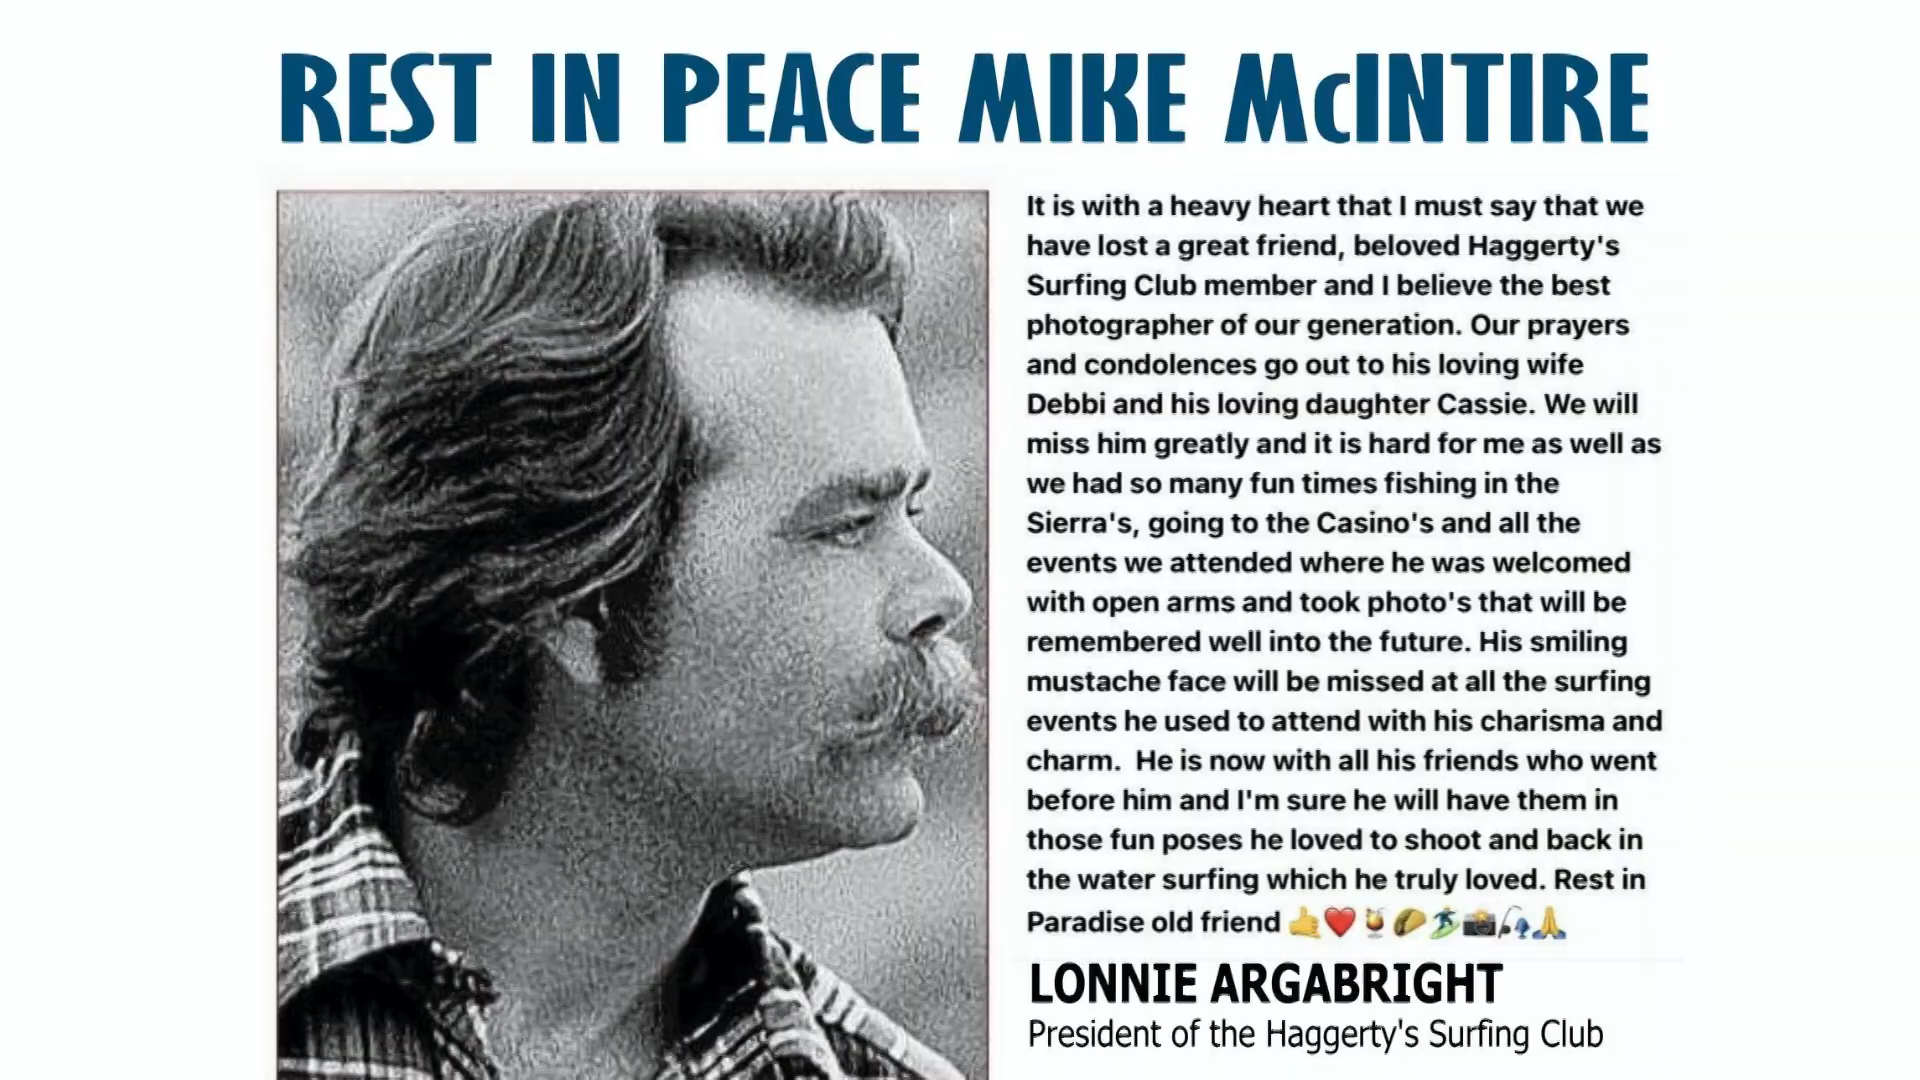 REST IN PEACE MIKE McINTIRE
It is with a heavy heart that I must say that we
have lost a great friend, beloved Haggerty's
Surfing Club member and I believe the best
photographer of our generation. Our prayers
and condolences go out to his loving wife
Debbi and his loving daughter Cassie. We will
miss him greatly and it is hard for me as well as
we had so many fun times fishing in the
Sierra's, going to the Casino's and all the
events we attended where he was welcomed
with open arms and took photo's that will be
remembered well into the future. His smiling
mustache face will be missed at all the surfing
events he used to attend with his charisma and
charm.  He is now with all his friends who went
before him and I'm sure he will have them in
those fun poses he loved to shoot and back in
the water surfing which he truly loved. Rest in
Paradise old friend 🤙❤️🍹🌮🏄📸🎣🙏
LONNIE ARGABRIGHT
President of the Haggerty's Surfing Club